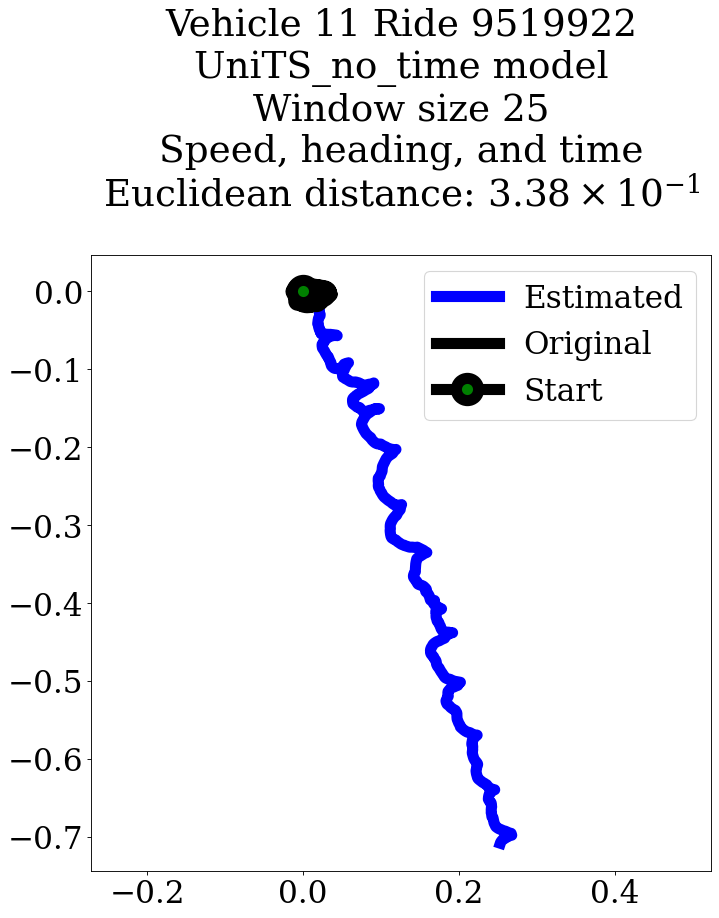 Vehicle 11 Ride 9519922
UniTS_no_time model
Window size 25
Speed, heading, and time
Euclidean distance: 3.38 × 10⁻¹
Estimated
Original
Start
0.0
−0.1
−0.2
−0.3
−0.4
−0.5
−0.6
−0.7
−0.2 0.0 0.2 0.4